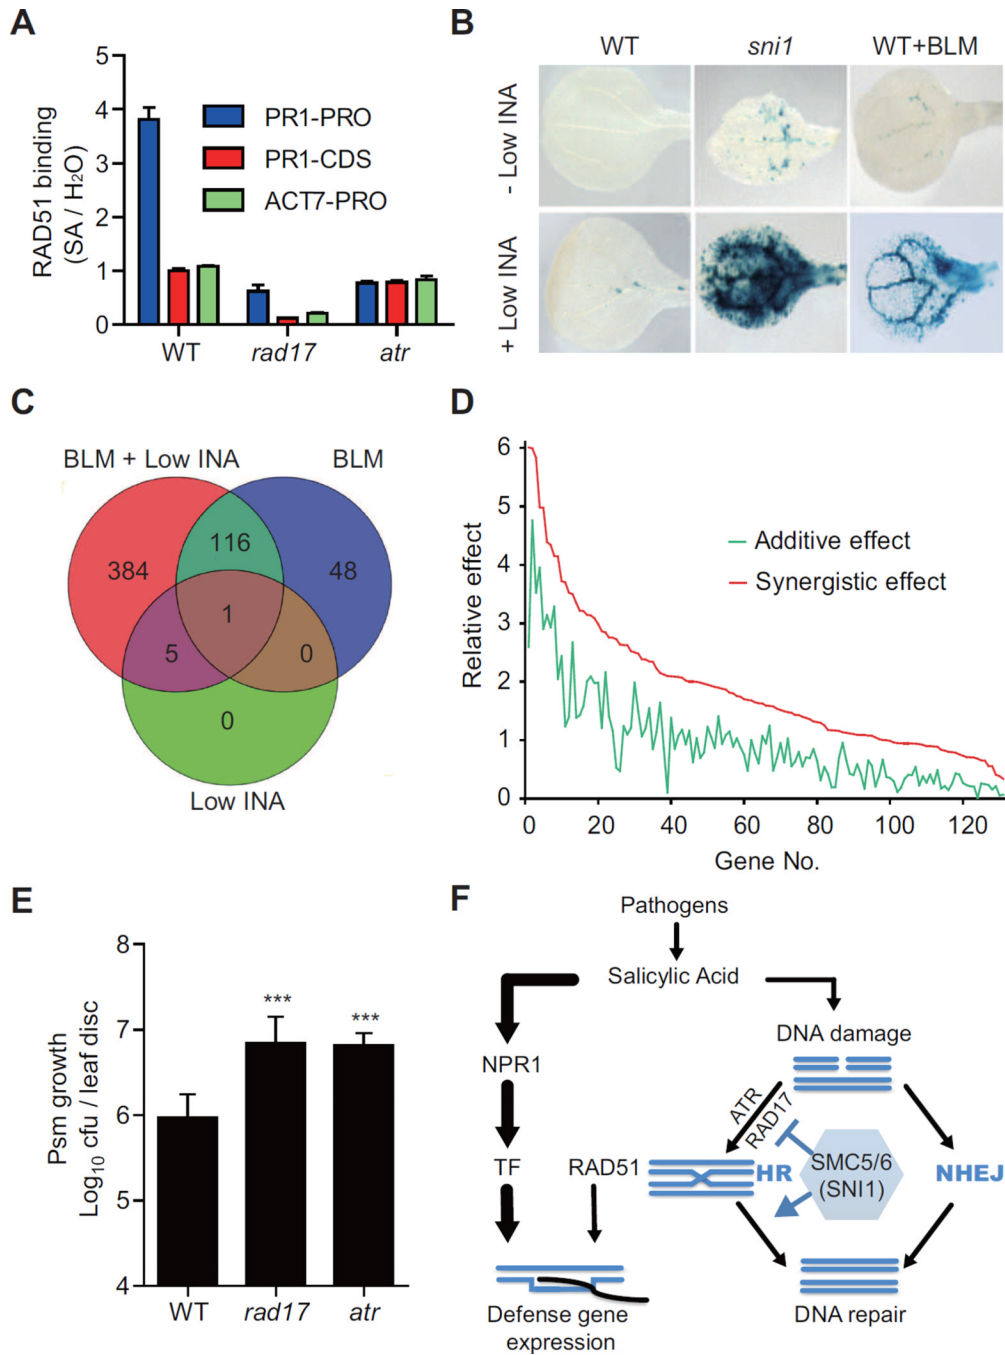 A
RAD51 binding
(SA / H2O)
5
4
3
2
1
0
PR1-PRO
PR1-CDS
ACT7-PRO
WT
rad17
atr
B
WT
sni1
WT+BLM
- Low INA
+ Low INA
C
BLM + Low INA
BLM
384
116
48
1
5
0
0
Low INA
D
Relative effect
6
5
4
3
2
1
0
Additive effect
Synergistic effect
0
20
40
60
80
100
120
Gene No.
E
Psm growth
Log10 cfu / leaf disc
8
7
6
5
4
***
***
WT
rad17
atr
F
Pathogens
Salicylic Acid
NPR1
TF
RAD51
Defense gene
expression
DNA damage
ATR
RAD17
HR
SMC5/6
(SNI1)
NHEJ
DNA repair